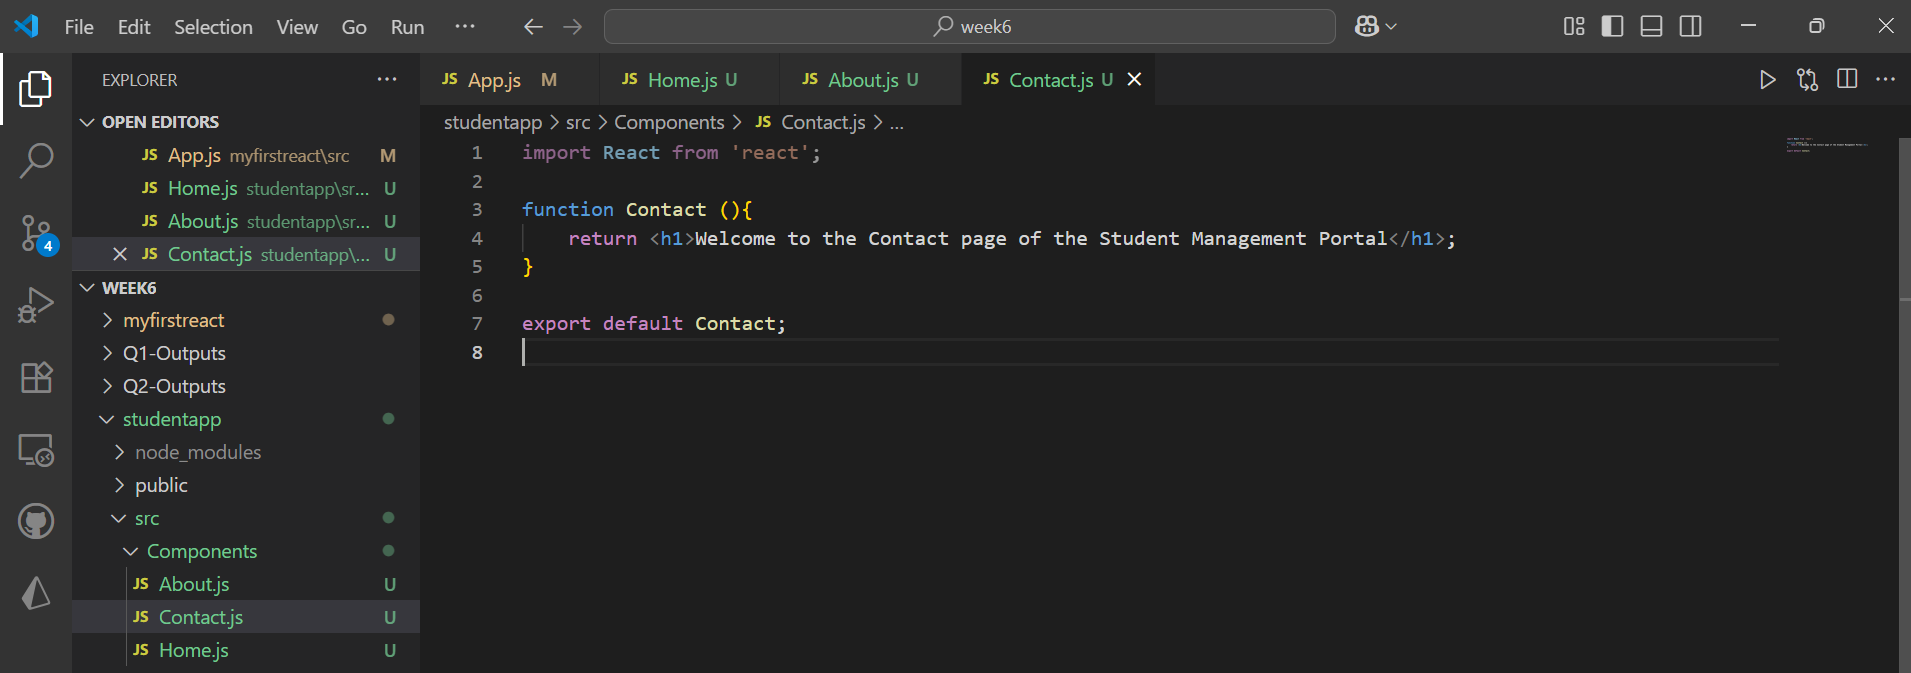 File Edit Selection View Go Run ··· week6
EXPLORER ···
OPEN EDITORS
JS App.js myfirstreact\src M
JS Home.js studentapp\sr... U
JS About.js studentapp\sr... U
JS Contact.js studentapp\... U
WEEK6
myfirstreact
Q1-Outputs
Q2-Outputs
studentapp
node_modules
public
src
Components
JS About.js U
JS Contact.js U
JS Home.js U
4
JS App.js M JS Home.js U JS About.js U JS Contact.js U
studentapp > src > Components > JS Contact.js > ...
1 import React from 'react';
2
3 function Contact (){
4 return <h1>Welcome to the Contact page of the Student Management Portal</h1>;
5 }
6
7 export default Contact;
8